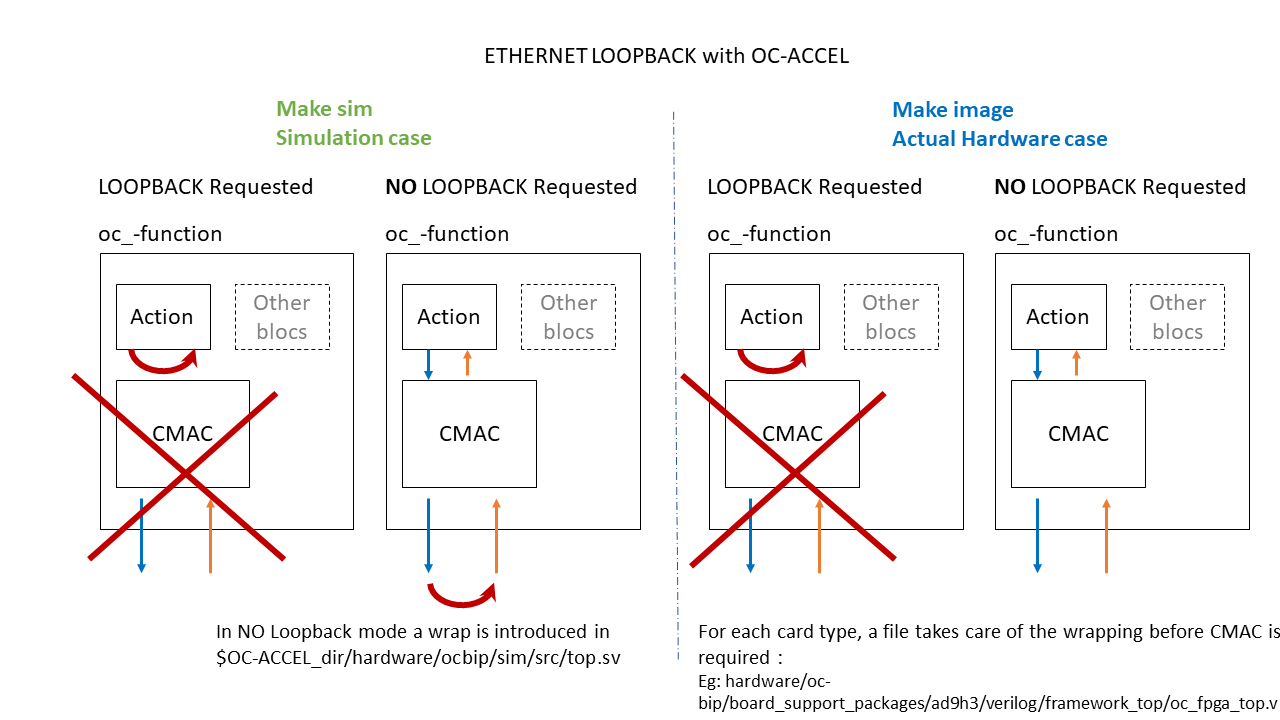 ETHERNET LOOPBACK with OC-ACCEL
Make sim
Simulation case
Make image
Actual Hardware case
LOOPBACK Requested
NO LOOPBACK Requested
LOOPBACK Requested
NO LOOPBACK Requested
oc_-function
oc_-function
oc_-function
oc_-function
Action
Other
blocs
CMAC
Action
Other
blocs
CMAC
Action
Other
blocs
CMAC
Action
Other
blocs
CMAC
In NO Loopback mode a wrap is introduced in
$OC-ACCEL_dir/hardware/ocbip/sim/src/top.sv
For each card type, a file takes care of the wrapping before CMAC is
required :
Eg: hardware/oc-
bip/board_support_packages/ad9h3/verilog/framework_top/oc_fpga_top.v